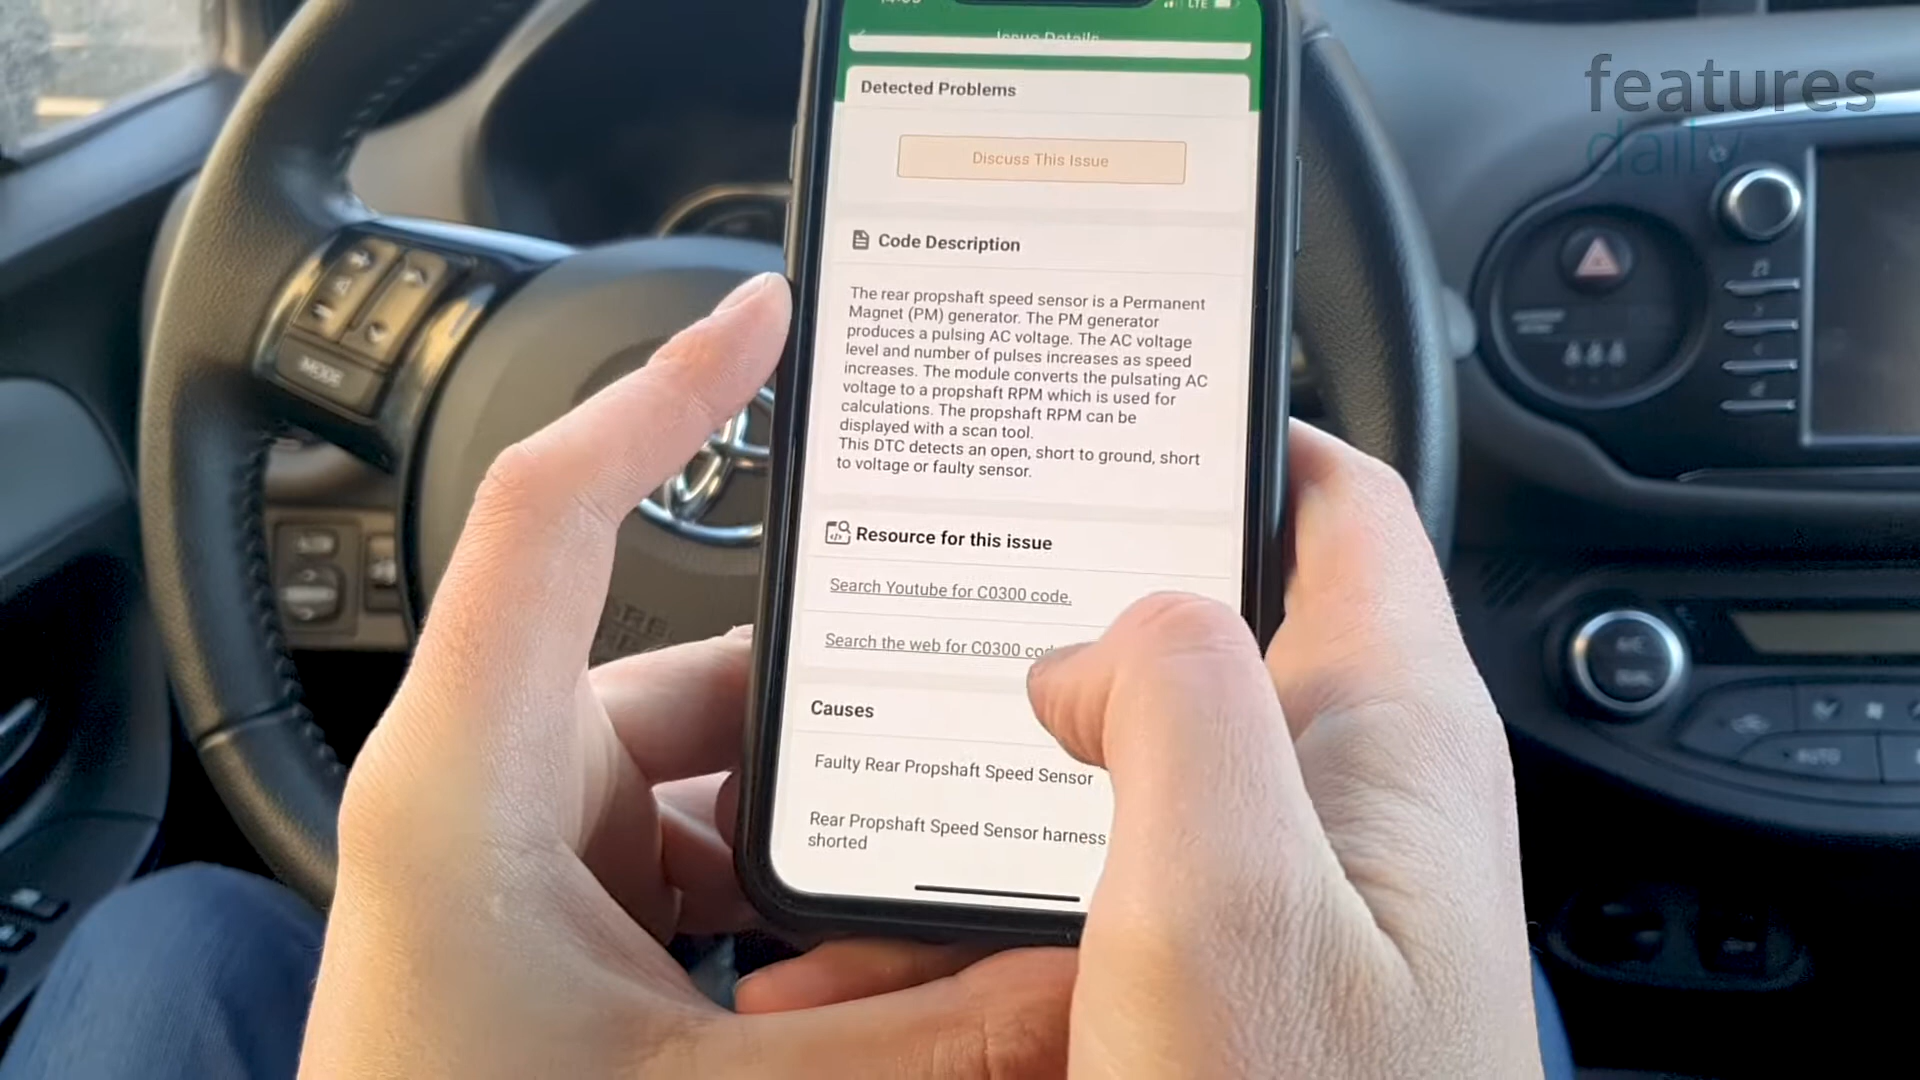 LTE
Issue Details
Detected Problems
Discuss This Issue
Code Description
The rear propshaft speed sensor is a Permanent
Magnet (PM) generator. The PM generator
produces a pulsing AC voltage. The AC voltage
level and number of pulses increases as speed
increases. The module converts the pulsating AC
voltage to a propshaft RPM which is used for
calculations. The propshaft RPM can be
displayed with a scan tool.
This DTC detects an open, short to ground, short
to voltage or faulty sensor.
Resource for this issue
Search Youtube for C0300 code.
Search the web for C0300
Causes
Faulty Rear Propshaft Speed Sensor
Rear Propshaft Speed Sensor harness
shorted
MODE
features
daily
AUTO